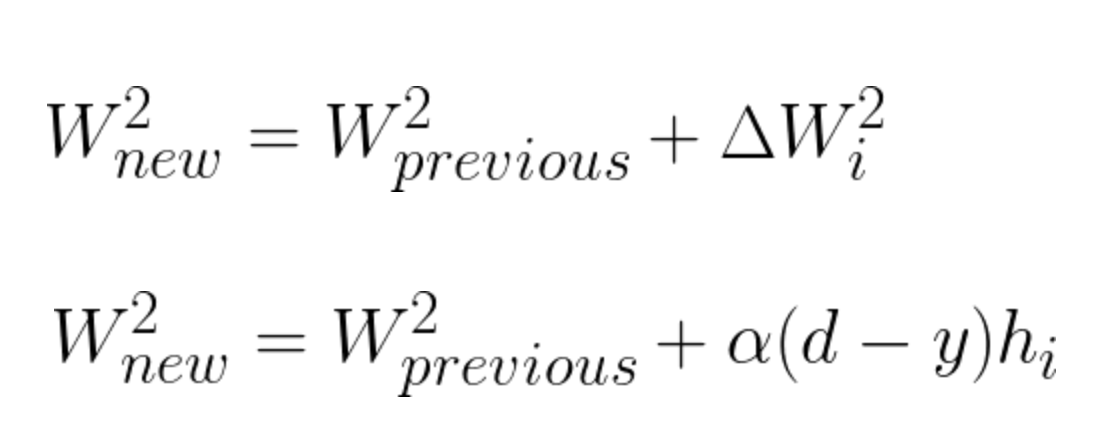 W^2_{new} = W^2_{previous} + ΔW^2_i
W^2_{new} = W^2_{previous} + α(d − y)h_i